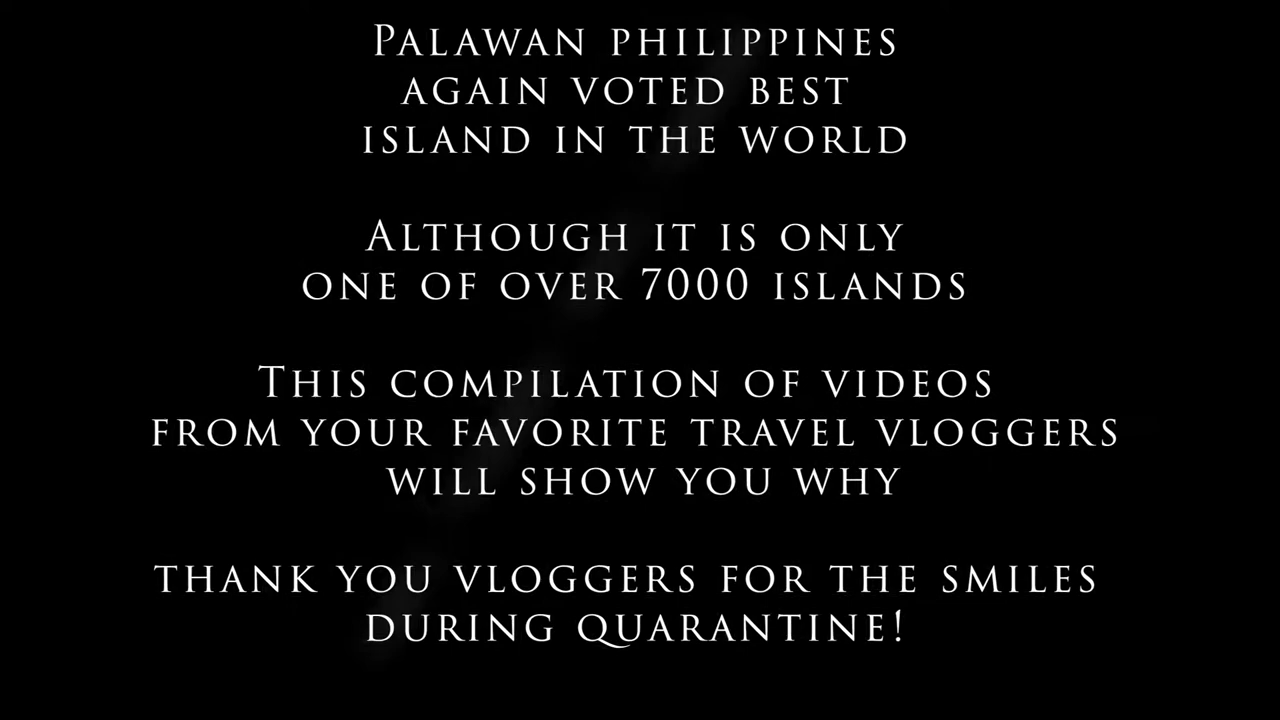 PALAWAN PHILIPPINES
AGAIN VOTED BEST
ISLAND IN THE WORLD
ALTHOUGH IT IS ONLY
ONE OF OVER 7000 ISLANDS
THIS COMPILATION OF VIDEOS
FROM YOUR FAVORITE TRAVEL VLOGGERS
WILL SHOW YOU WHY
THANK YOU VLOGGERS FOR THE SMILES
DURING QUARANTINE!